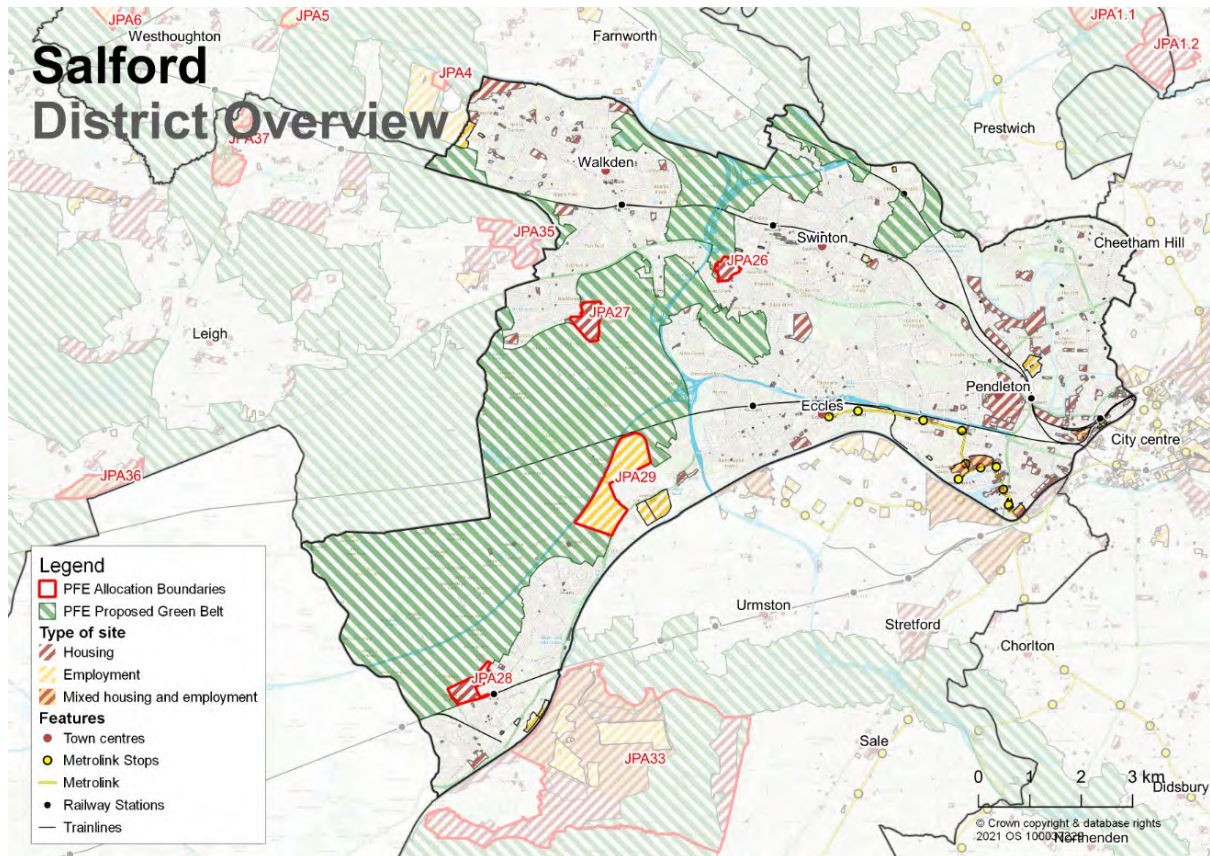 Salford
District Overview
JPA6
Westhoughton
JPA5
Farnworth
JPA1.1
JPA1.2
JPA4
JPA37
Prestwich
Walkden
JPA35
Swinton
Cheetham Hill
JPA26
JPA27
Leigh
Pendleton
Eccles
City centre
JPA36
JPA29
Urmston
Stretford
Chorlton
JPA28
Sale
JPA33
Didsbury
Northenden
Legend
PFE Allocation Boundaries
PFE Proposed Green Belt
Type of site
Housing
Employment
Mixed housing and employment
Features
Town centres
Metrolink Stops
Metrolink
Railway Stations
Trainlines
0 1 2 3 km
© Crown copyright & database rights
2021 OS